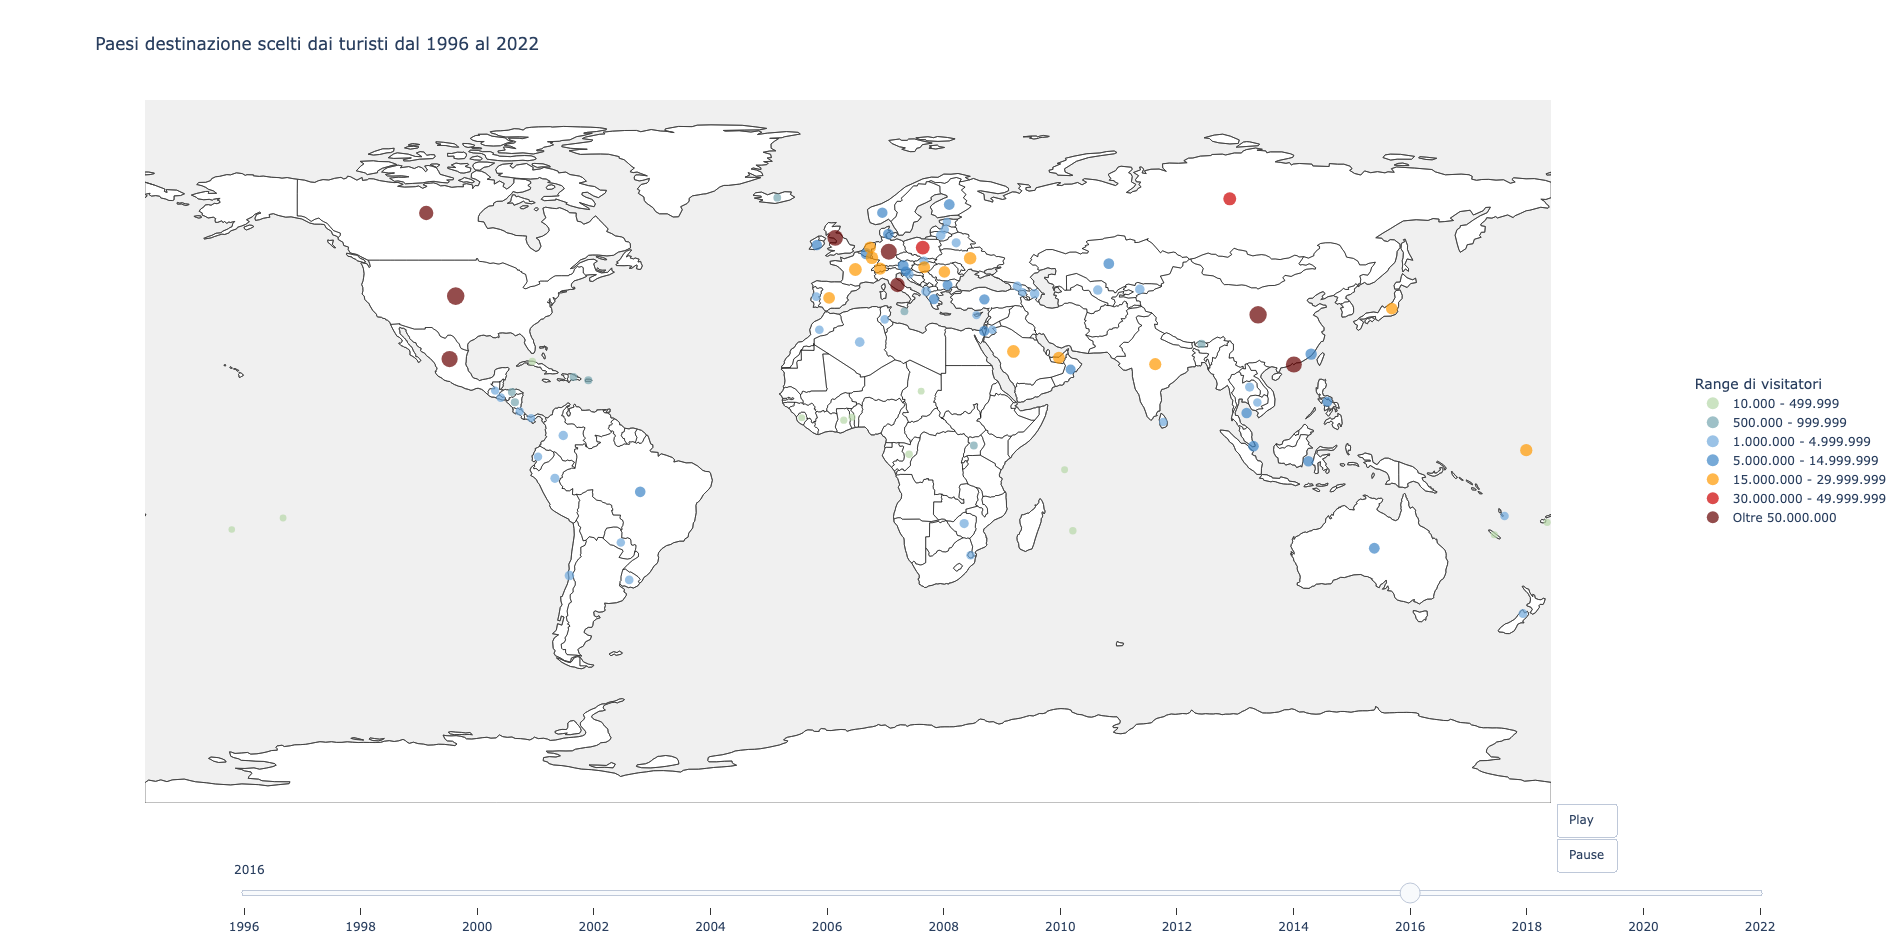 Paesi destinazione scelti dai turisti dal 1996 al 2022
Range di visitatori
10.000 - 499.999
500.000 - 999.999
1.000.000 - 4.999.999
5.000.000 - 14.999.999
15.000.000 - 29.999.999
30.000.000 - 49.999.999
Oltre 50.000.000
Play
Pause
2016
1996 1998 2000 2002 2004 2006 2008 2010 2012 2014 2016 2018 2020 2022